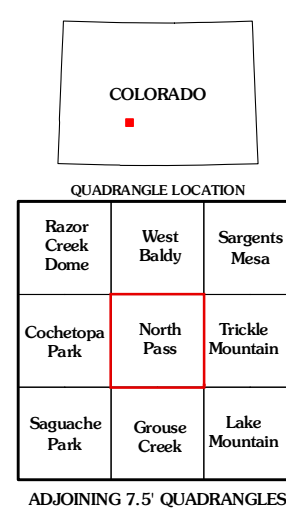 COLORADO
QUADRANGLE LOCATION
Razor
Creek
Dome
West
Baldy
Sargents
Mesa
Cochetopa
Park
North
Pass
Trickle
Mountain
Saguache
Park
Grouse
Creek
Lake
Mountain
ADJOINING 7.5' QUADRANGLES